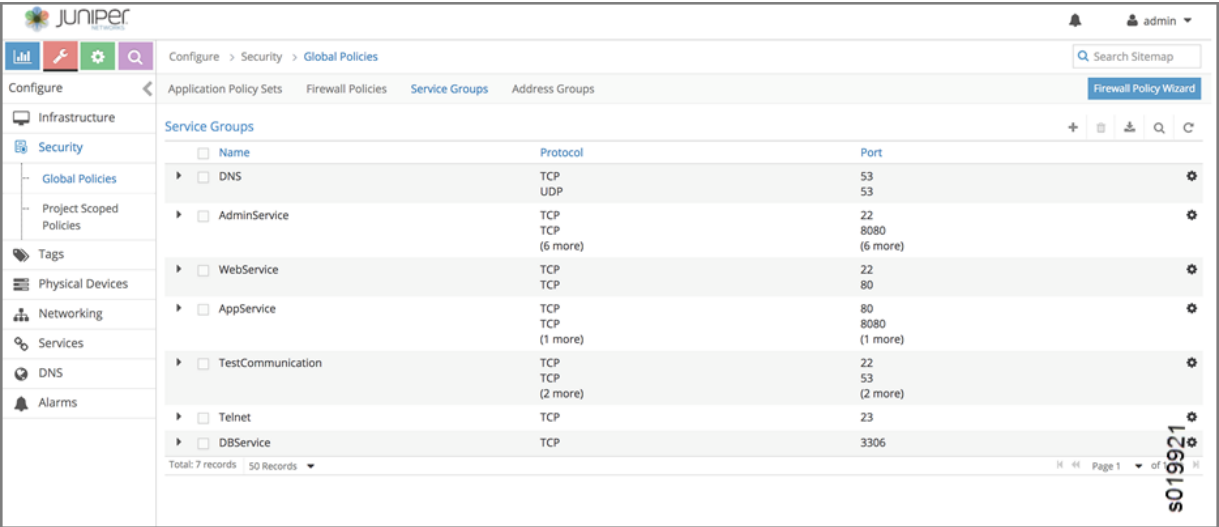 JUNIPER
NETWORKS
admin
Configure > Security > Global Policies
Search Sitemap
Configure
Application Policy Sets Firewall Policies Service Groups Address Groups
Firewall Policy Wizard
Infrastructure
Security
Global Policies
Project Scoped
Policies
Tags
Physical Devices
Networking
Services
DNS
Alarms
Service Groups
Name Protocol Port
DNS TCP 53
UDP 53
AdminService TCP 22
TCP 8080
(6 more) (6 more)
WebService TCP 22
TCP 80
AppService TCP 80
TCP 8080
(1 more) (1 more)
TestCommunication TCP 22
TCP 53
(2 more) (2 more)
Telnet TCP 23
DBService TCP 3306
Total: 7 records 50 Records Page 1 of
s019921